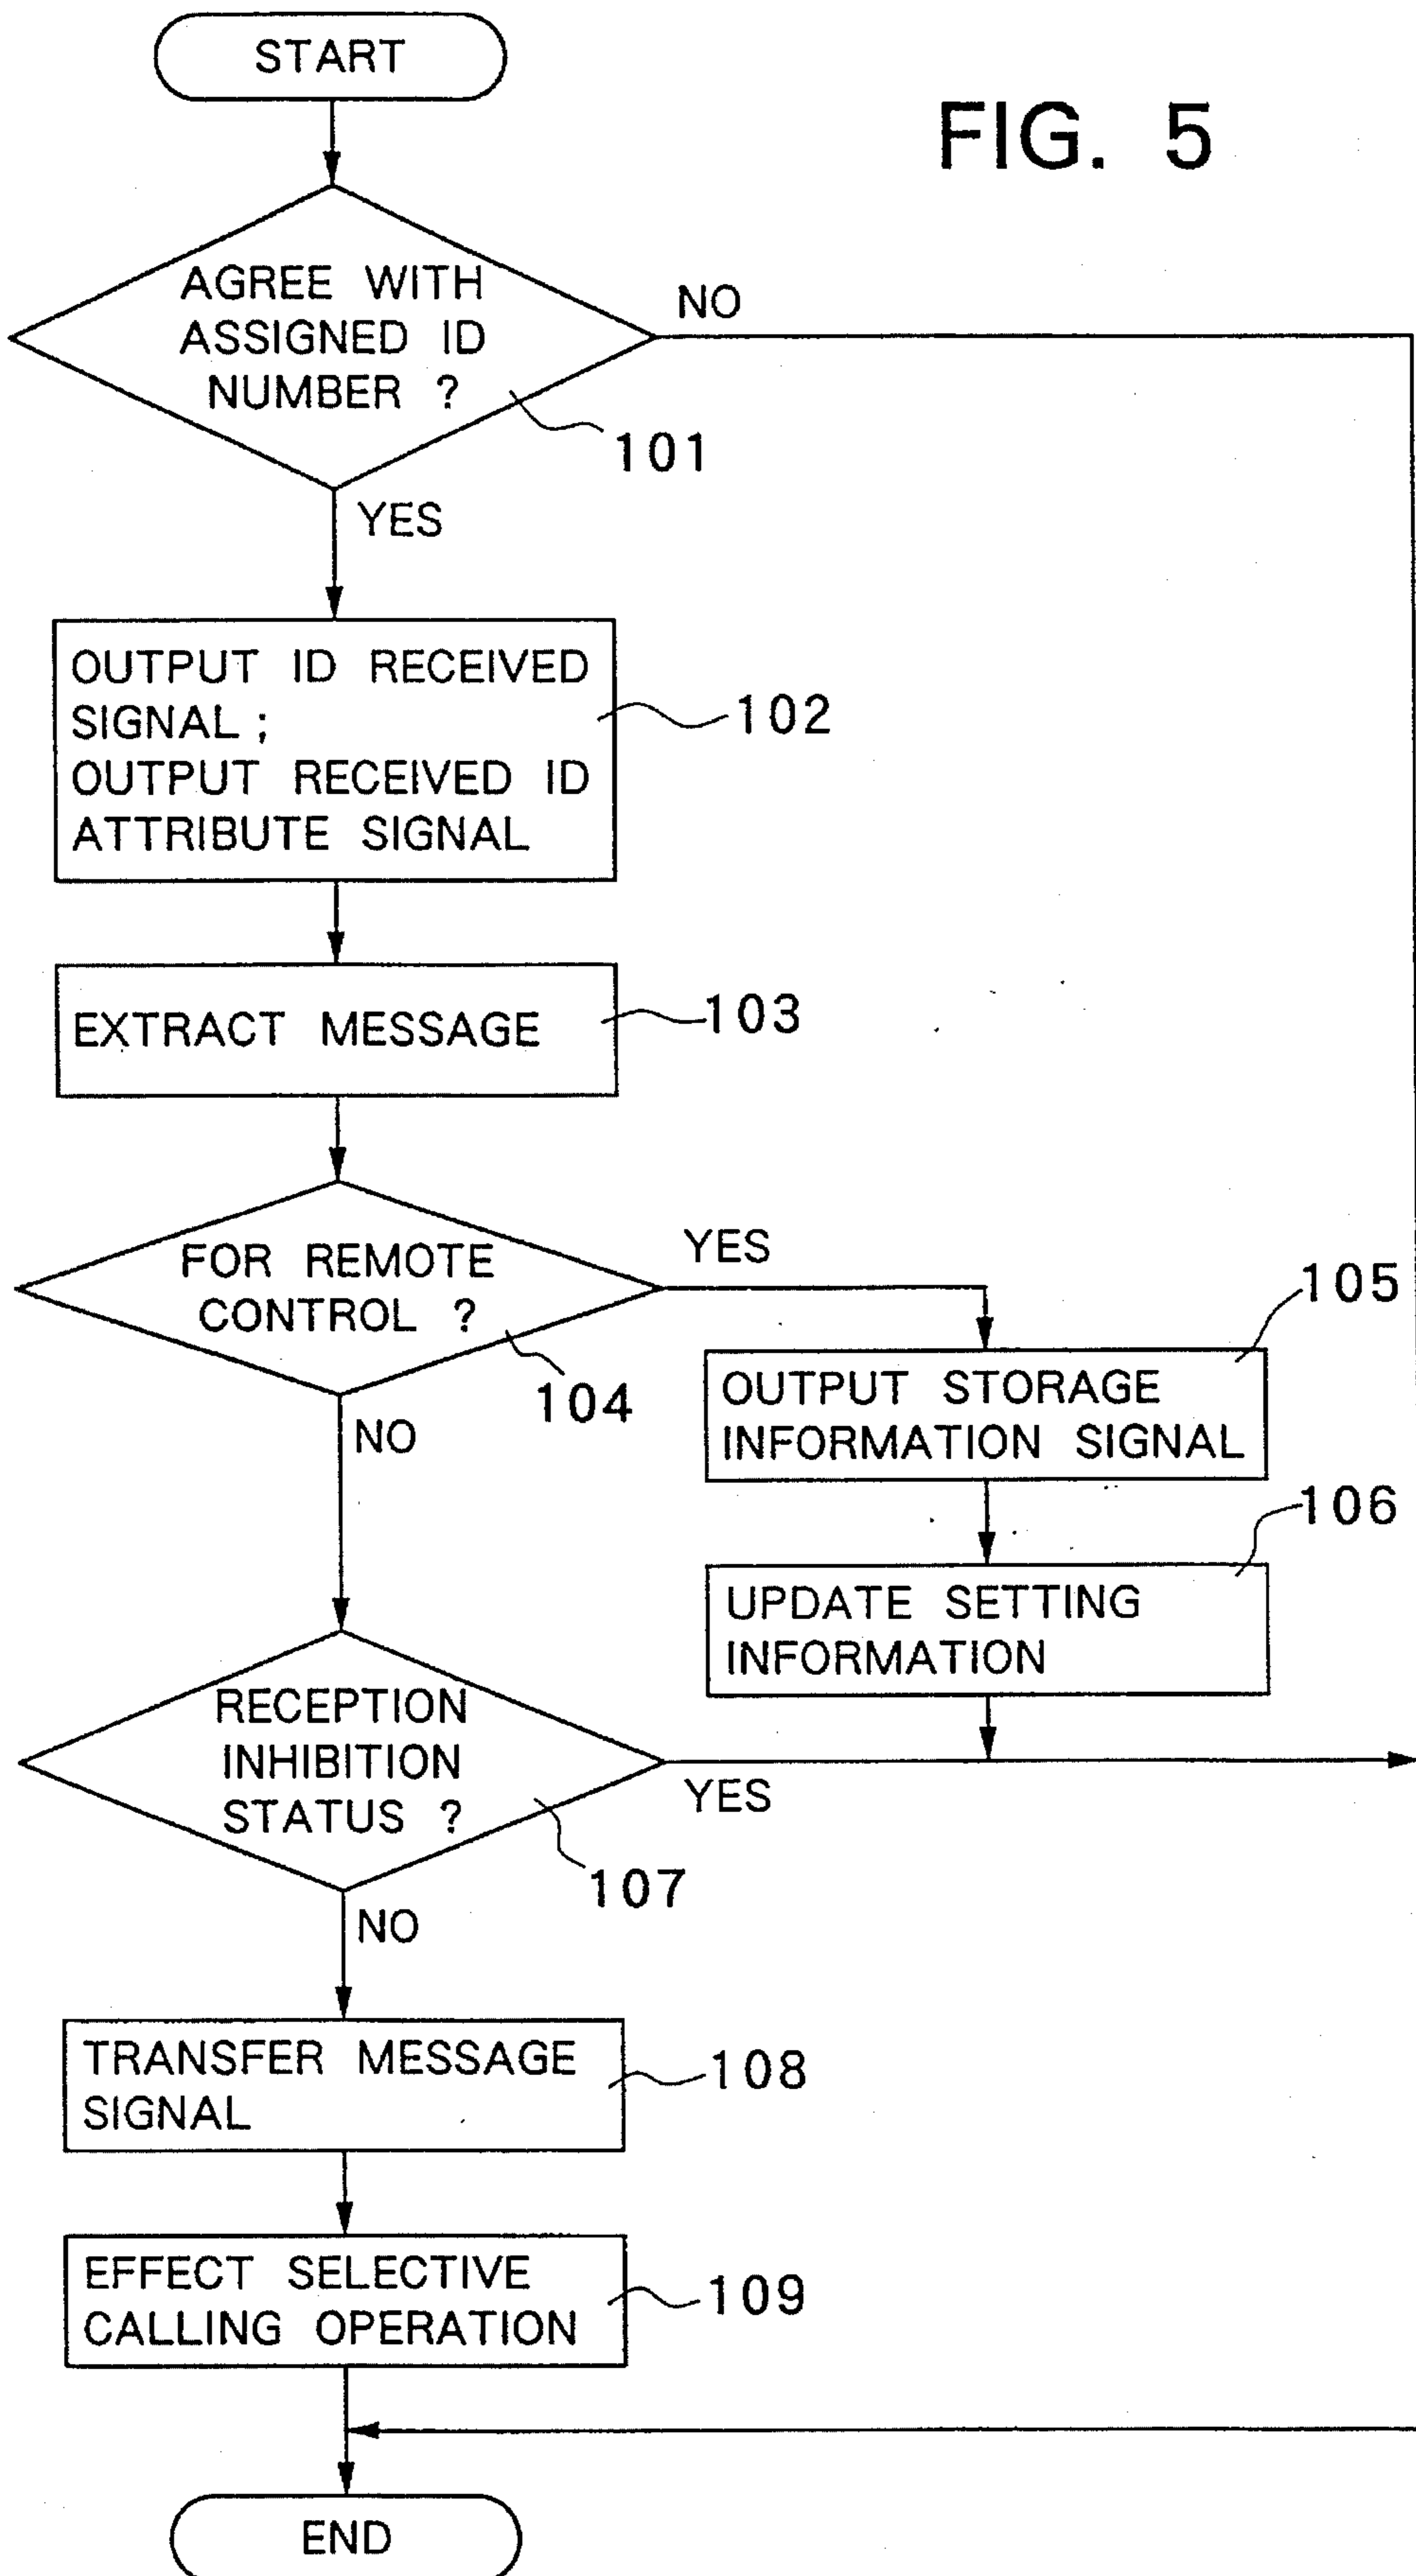 START
FIG. 5
AGREE WITH
ASSIGNED ID
NUMBER ?
NO
101
YES
OUTPUT ID RECEIVED
SIGNAL ;
OUTPUT RECEIVED ID
ATTRIBUTE SIGNAL
102
EXTRACT MESSAGE
103
FOR REMOTE
CONTROL ?
YES
104
NO
105
OUTPUT STORAGE
INFORMATION SIGNAL
106
UPDATE SETTING
INFORMATION
RECEPTION
INHIBITION
STATUS ?
YES
107
NO
TRANSFER MESSAGE
SIGNAL
108
EFFECT SELECTIVE
CALLING OPERATION
109
END